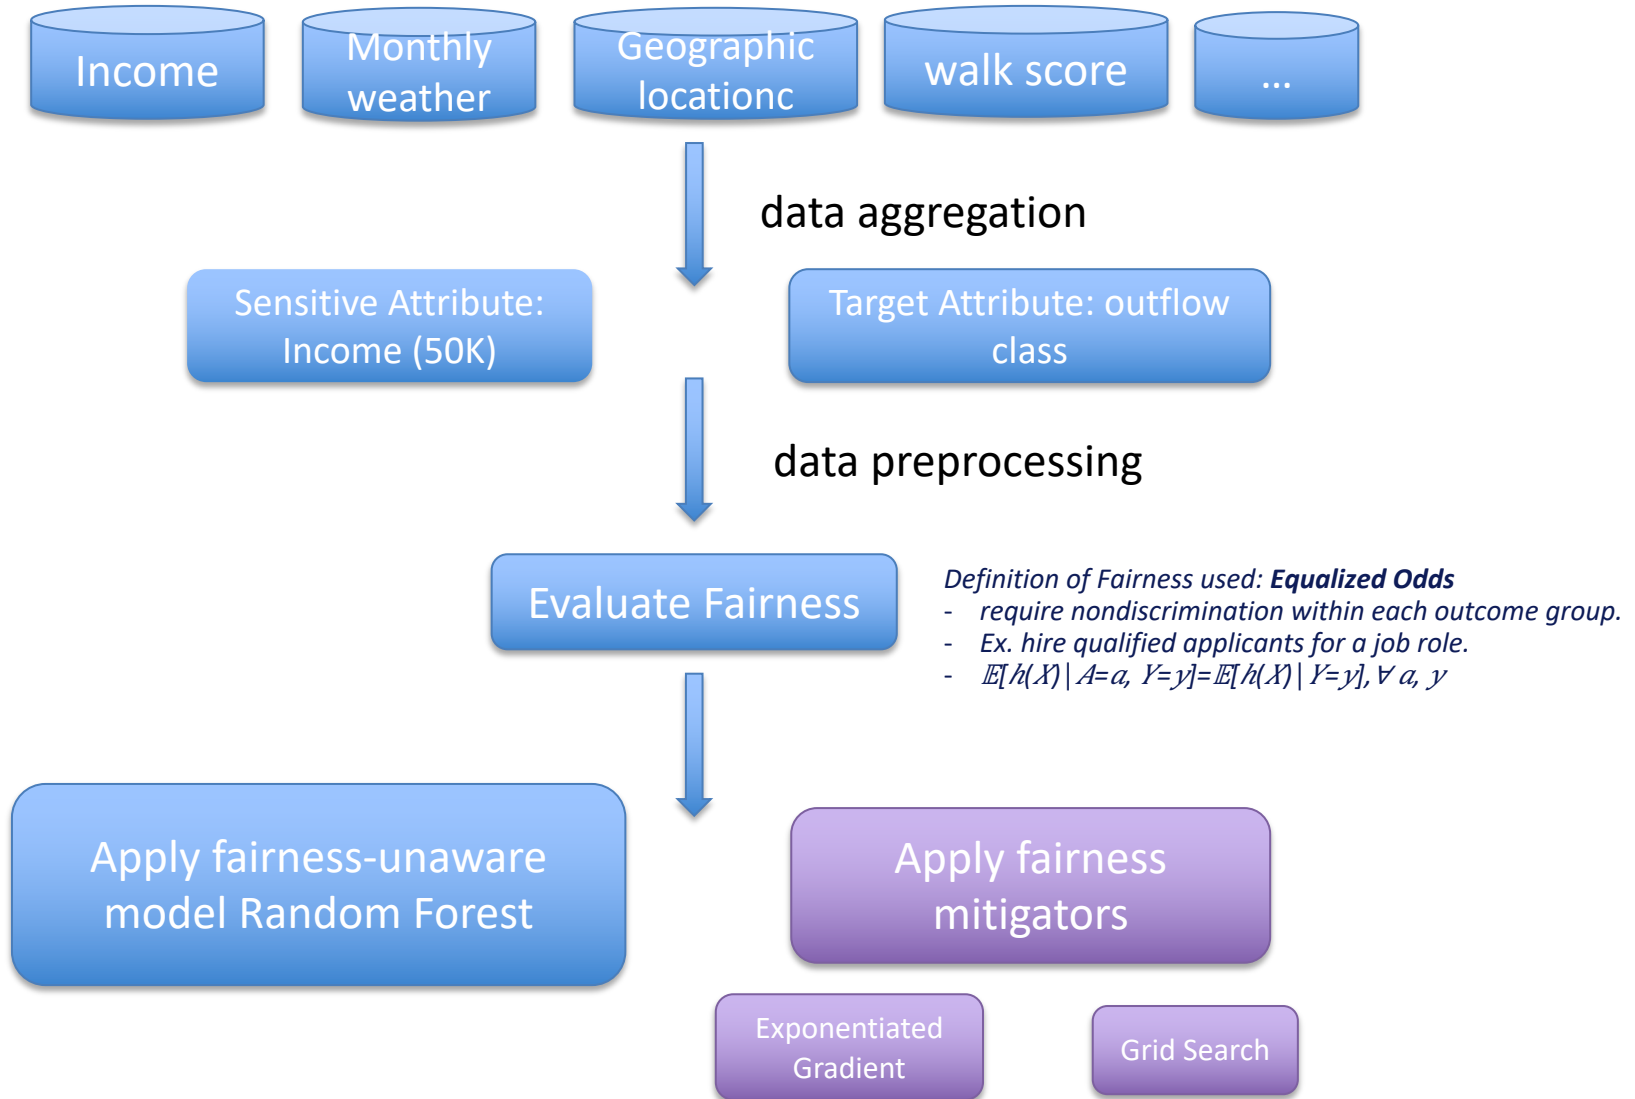 Income
Monthly
weather
Geographic
locationc
walk score
...
data aggregation
Sensitive Attribute:
Income (50K)
Target Attribute: outflow
class
data preprocessing
Evaluate Fairness
Definition of Fairness used: Equalized Odds
- require nondiscrimination within each outcome group.
- Ex. hire qualified applicants for a job role.
- 𝔼[ℎ(𝑋)|𝐴=𝑎, 𝑌=𝑦]=𝔼[ℎ(𝑋)|𝑌=𝑦],∀ 𝑎, 𝑦
Apply fairness-unaware
model Random Forest
Apply fairness
mitigators
Exponentiated
Gradient
Grid Search